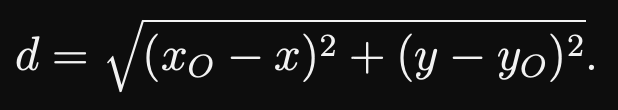 d = √((x_O − x)² + (y − y_O)²).